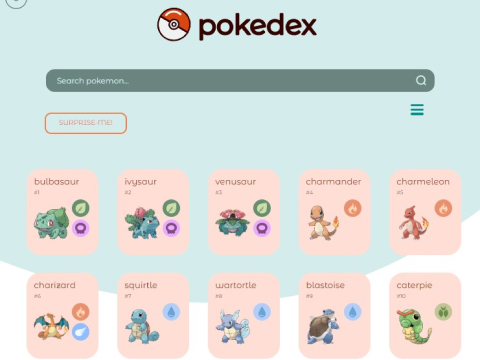 pokedex
Search pokemon...
SURPRISE ME!
bulbasaur
#1
ivysaur
#2
venusaur
#3
charmander
#4
charmeleon
#5
charizard
#6
squirtle
#7
wartortle
#8
blastoise
#9
caterpie
#10